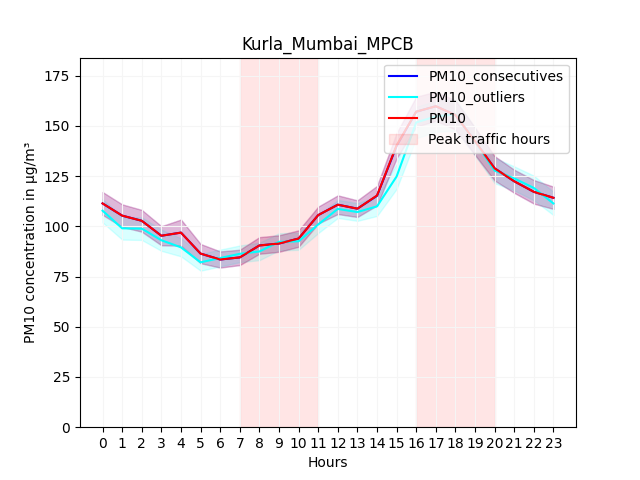 Kurla_Mumbai_MPCB
PM10 concentration in µg/m³
175
150
125
100
75
50
25
0
PM10_consecutives
PM10_outliers
PM10
Peak traffic hours
0 1 2 3 4 5 6 7 8 9 10 11 12 13 14 15 16 17 18 19 20 21 22 23
Hours